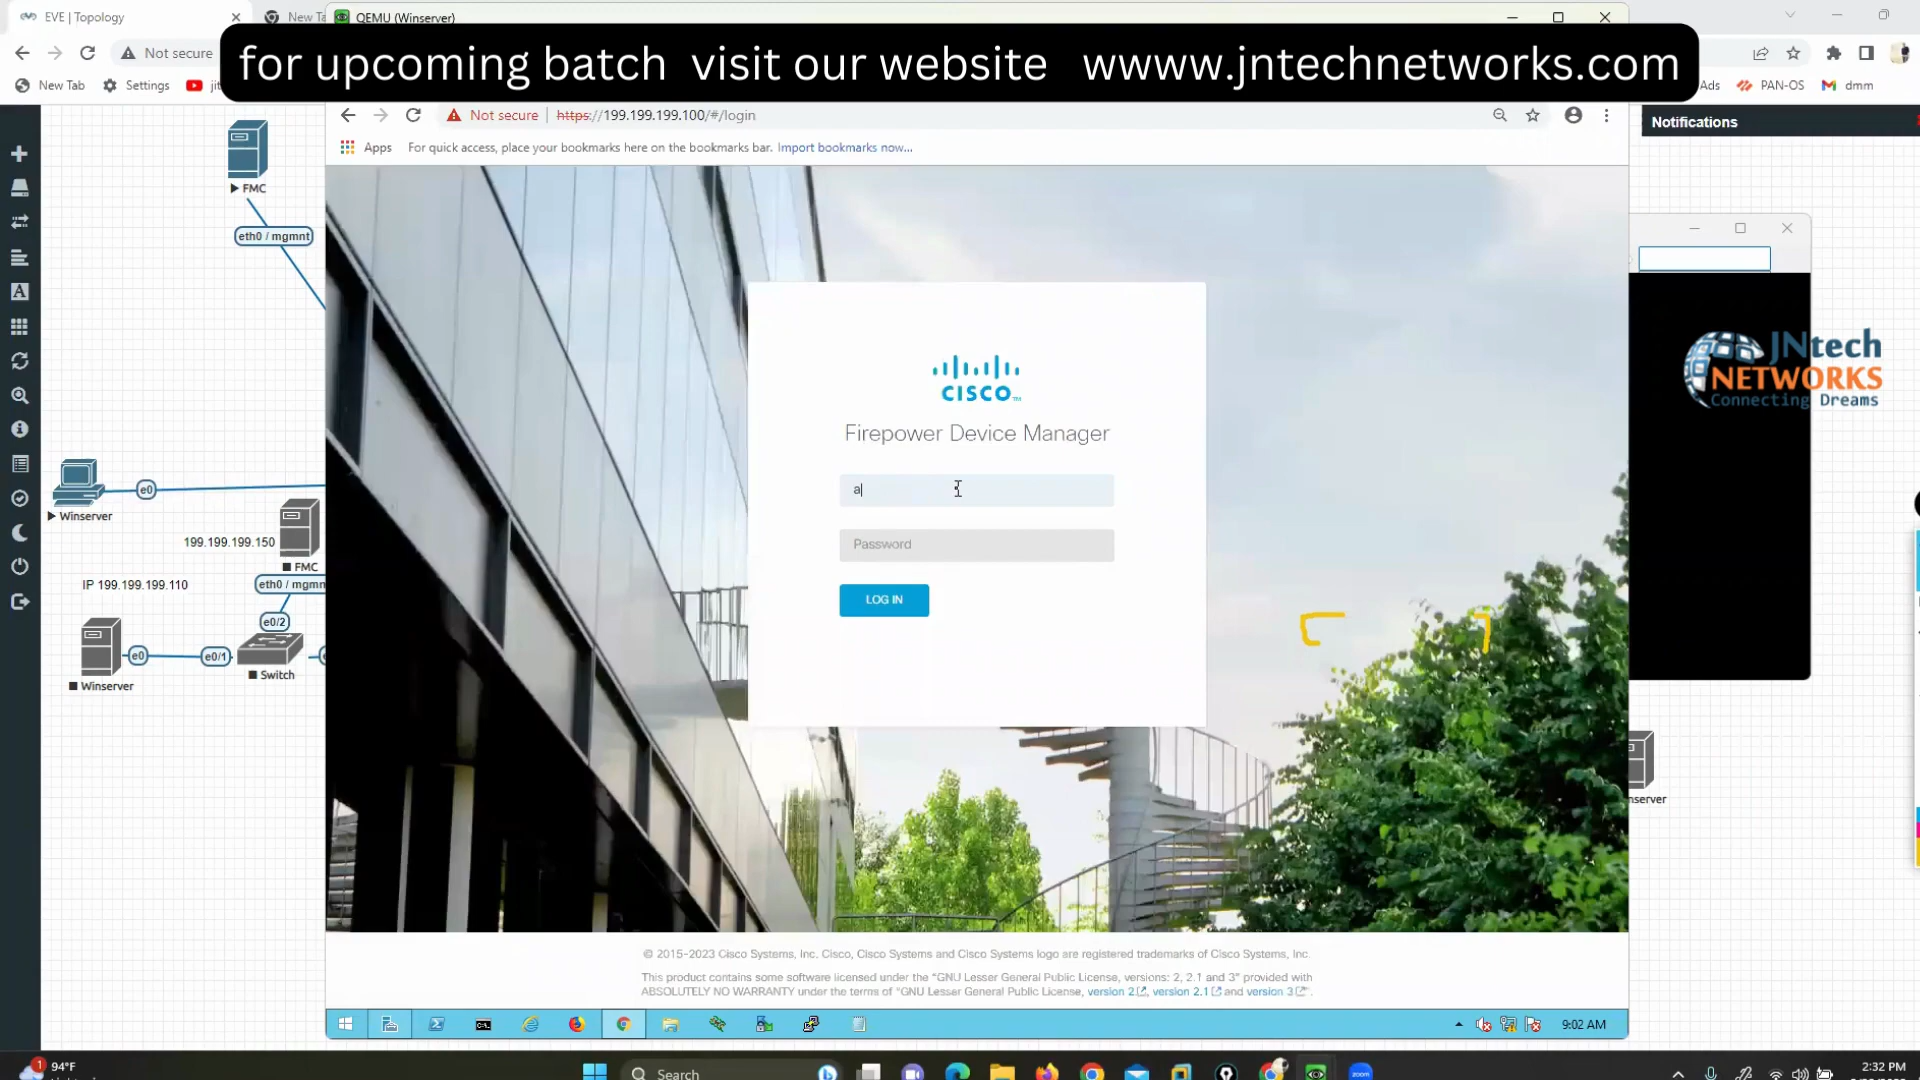 EVE | Topology
New Ta
QEMU (Winserver)
for upcoming batch visit our website wwww.jntechnetworks.com
Not secure
New Tab
Settings
jit
Ads
PAN-OS
dmm
Not secure
https://199.199.199.100/#/login
Notifications
Apps
For quick access, place your bookmarks here on the bookmarks bar. Import bookmarks now...
FMC
eth0 / mgmnt
CISCO
Firepower Device Manager
a
Password
LOG IN
JNtech
NETWORKS
Connecting Dreams
e0
Winserver
199.199.199.150
FMC
IP 199.199.199.110
eth0 / mgmn
e0/2
e0
e0/1
Switch
Winserver
nserver
© 2015-2023 Cisco Systems, Inc. Cisco, Cisco Systems and Cisco Systems logo are registered trademarks of Cisco Systems, Inc.
This product contains some software licensed under the "GNU Lesser General Public License, versions: 2, 2.1 and 3" provided with
ABSOLUTELY NO WARRANTY under the terms of "GNU Lesser General Public License, version 2, version 2.1 and version 3".
9:02 AM
1
94°F
Search
zoom
2:32 PM